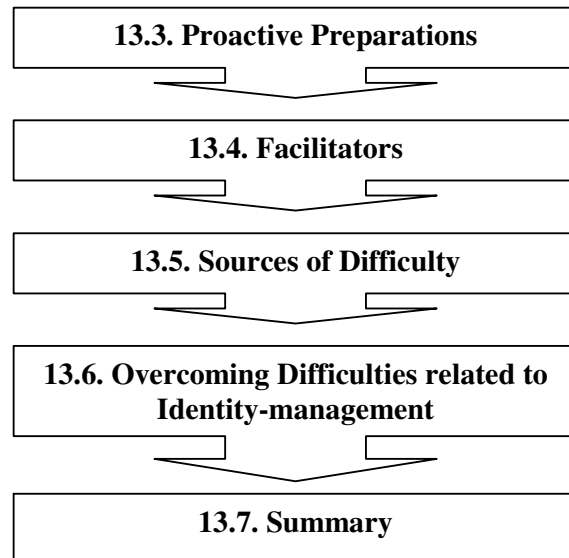 13.3. Proactive Preparations
13.4. Facilitators
13.5. Sources of Difficulty
13.6. Overcoming Difficulties related to
Identity-management
13.7. Summary